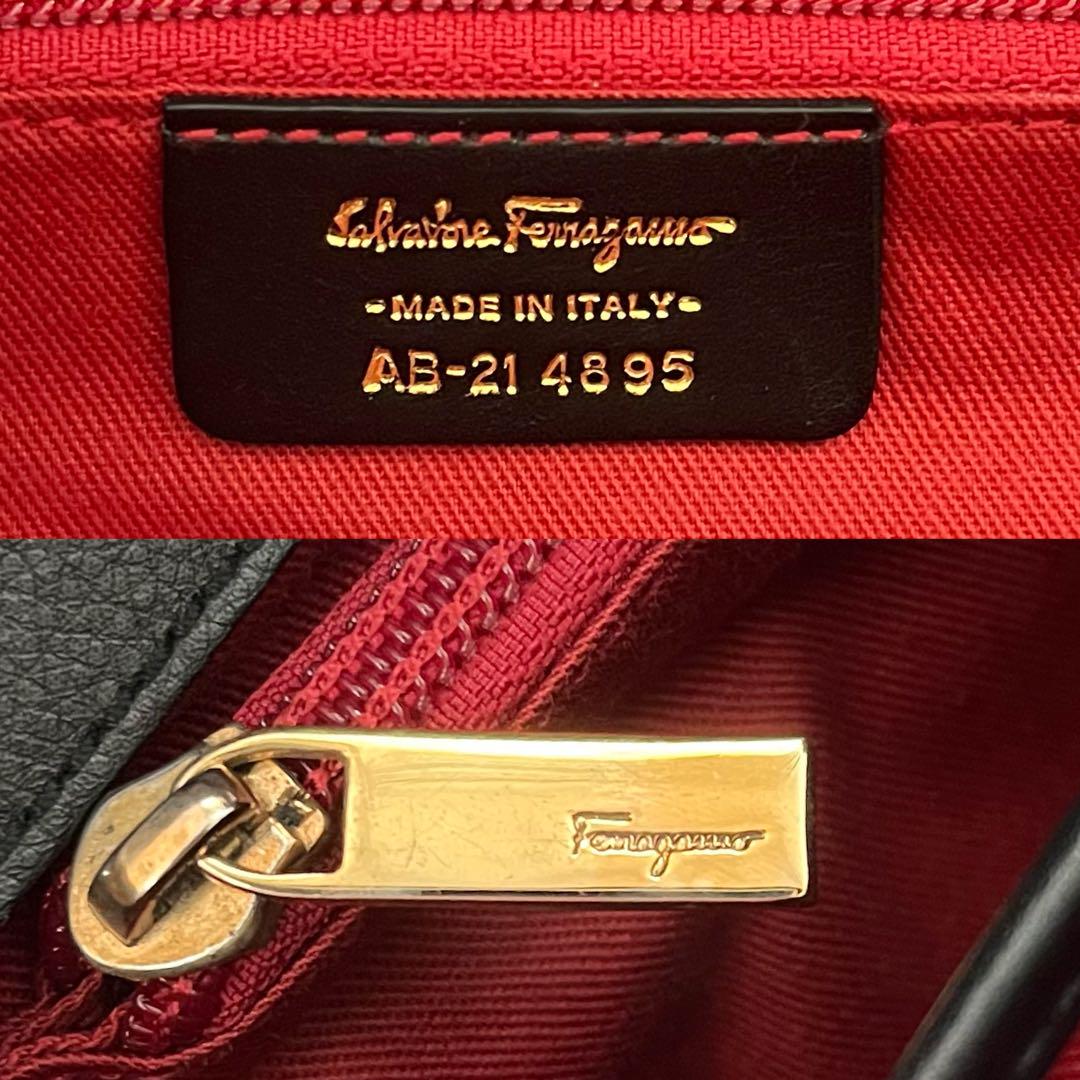 Salvatore Ferragamo
-MADE IN ITALY-
AB-21 4895
Ferragamo